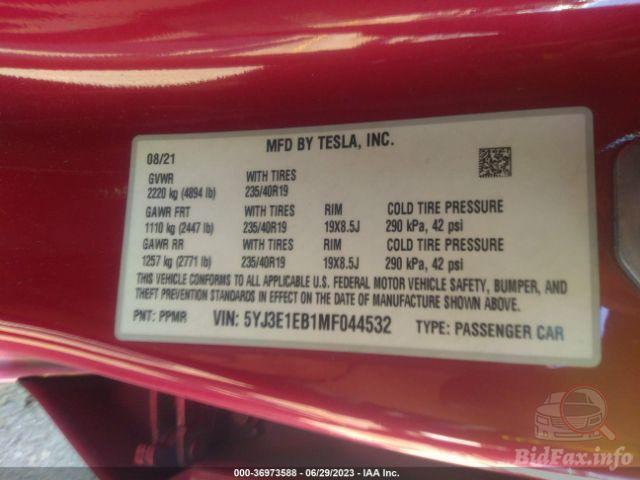 MFD BY TESLA, INC.
08/21
GVWR WITH TIRES
2220 kg (4894 lb) 235/40R19
GAWR FRT WITH TIRES RIM COLD TIRE PRESSURE
1110 kg (2447 lb) 235/40R19 19X8.5J 290 kPa, 42 psi
GAWR RR WITH TIRES RIM COLD TIRE PRESSURE
1257 kg (2771 lb) 235/40R19 19X8.5J 290 kPa, 42 psi
THIS VEHICLE CONFORMS TO ALL APPLICABLE U.S. FEDERAL MOTOR VEHICLE SAFETY, BUMPER, AND
THEFT PREVENTION STANDARDS IN EFFECT ON THE DATE OF MANUFACTURE SHOWN ABOVE.
PNT: PPMR VIN: 5YJ3E1EB1MF044532 TYPE: PASSENGER CAR
BidFax.info
000-36973588 - 06/29/2023 - IAA Inc.